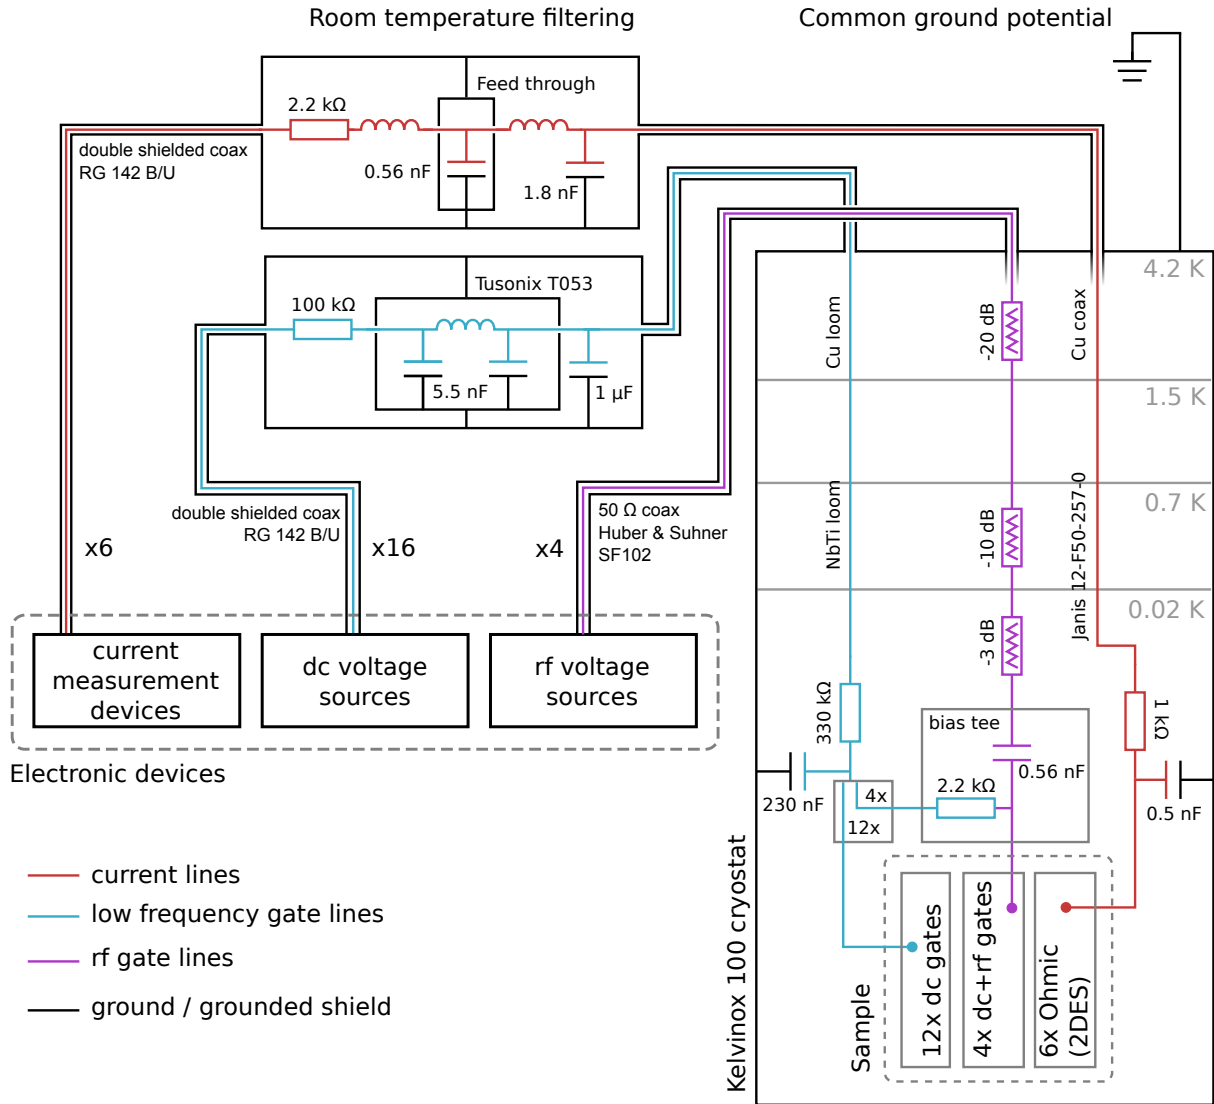 Room temperature filtering
Common ground potential
Feed through
2.2 kΩ
double shielded coax
RG 142 B/U
0.56 nF
1.8 nF
Tusonix T053
100 kΩ
5.5 nF
1 µF
4.2 K
1.5 K
0.7 K
0.02 K
Cu loom
-20 dB
Cu coax
NbTi loom
-10 dB
Janis 12-F50-257-0
-3 dB
double shielded coax
RG 142 B/U
50 Ω coax
Huber & Suhner
SF102
x6
x16
x4
current
measurement
devices
dc voltage
sources
rf voltage
sources
Electronic devices
330 kΩ
bias tee
1 kΩ
0.56 nF
2.2 kΩ
230 nF
4x
12x
0.5 nF
current lines
low frequency gate lines
rf gate lines
ground / grounded shield
Kelvinox 100 cryostat
Sample
12x dc gates
4x dc+rf gates
6x Ohmic
(2DES)